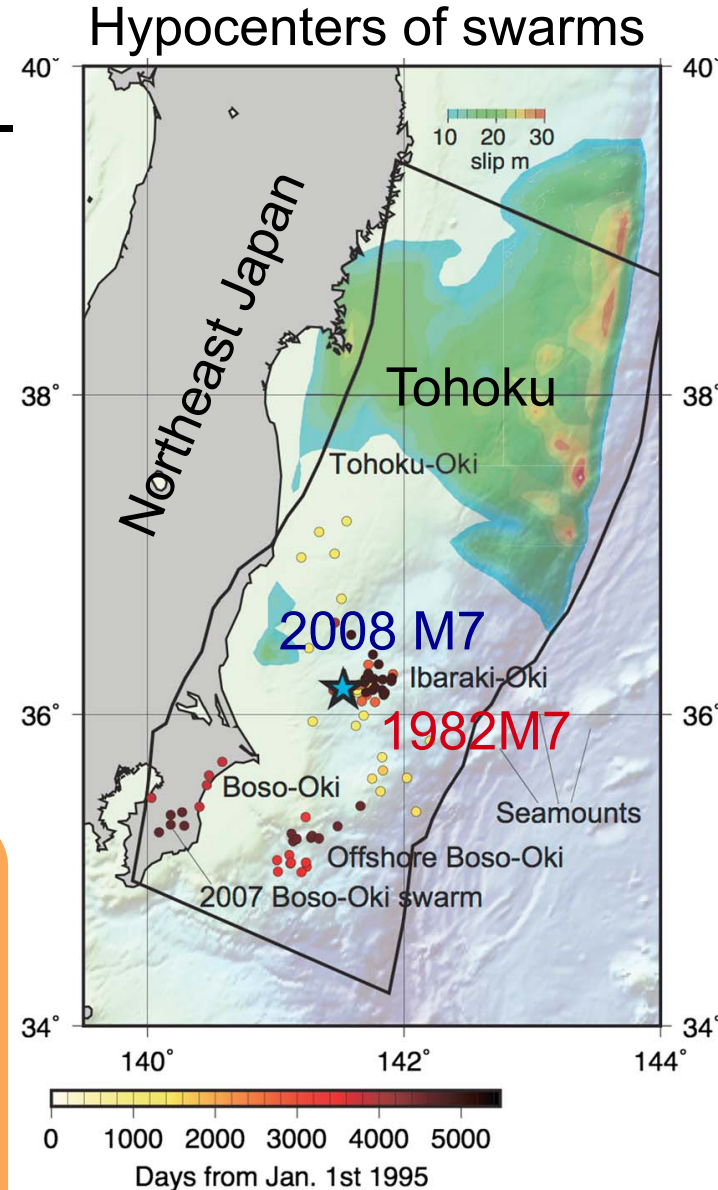 Hypocenters of swarms
40°
40°
10 20 30
slip m
Northeast Japan
38°
Tohoku
38°
Tohoku-Oki
2008 M7
Ibaraki-Oki
36°
1982M7
36°
Boso-Oki
Seamounts
Offshore Boso-Oki
2007 Boso-Oki swarm
34°
34°
140° 142° 144°
0 1000 2000 3000 4000 5000
Days from Jan. 1st 1995